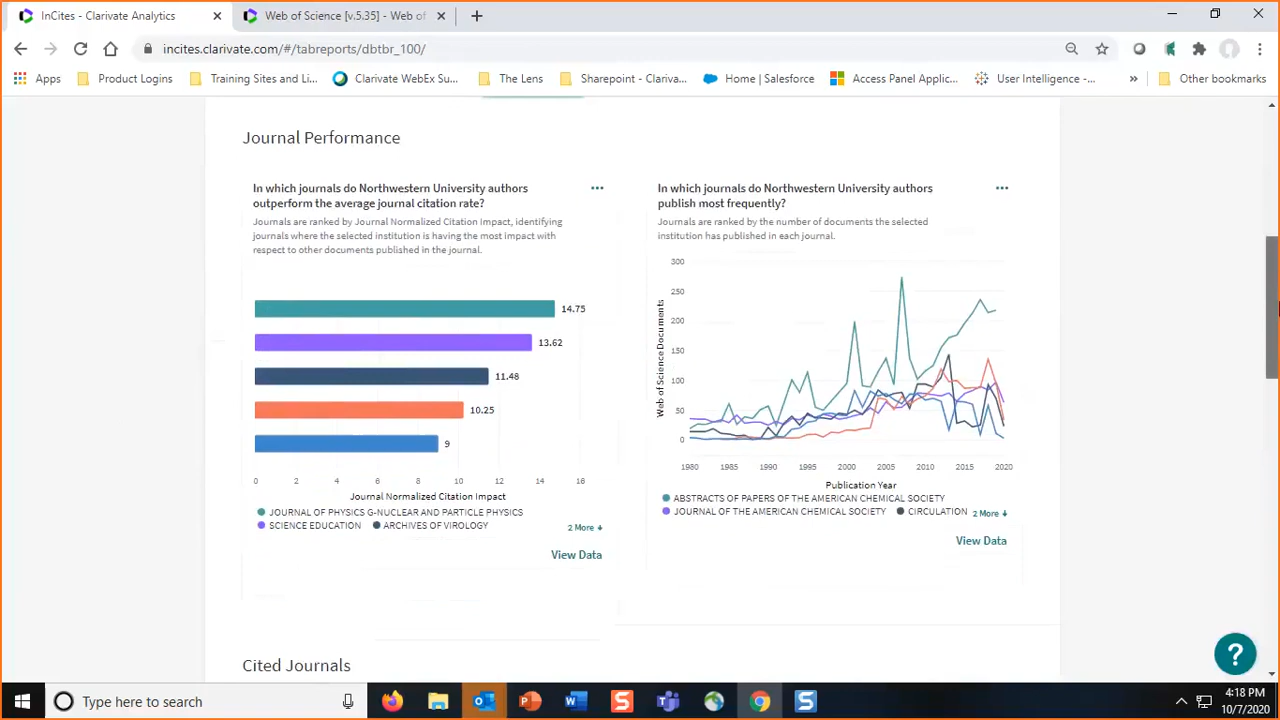 InCites - Clarivate Analytics
Web of Science [v.5.35] - Web of
incites.clarivate.com/#/tabreports/dbtbr_100/
Apps
Product Logins
Training Sites and Li...
Clarivate WebEx Su...
The Lens
Sharepoint - Clariva...
Home | Salesforce
Access Panel Applic...
User Intelligence -...
»
Other bookmarks
Journal Performance
In which journals do Northwestern University authors
outperform the average journal citation rate?
Journals are ranked by Journal Normalized Citation Impact, identifying
journals where the selected institution is having the most impact with
respect to other documents published in the journal.
14.75
13.62
11.48
10.25
9
0 2 4 6 8 10 12 14 16
Journal Normalized Citation Impact
JOURNAL OF PHYSICS G-NUCLEAR AND PARTICLE PHYSICS
SCIENCE EDUCATION ARCHIVES OF VIROLOGY
2 More
View Data
In which journals do Northwestern University authors
publish most frequently?
Journals are ranked by the number of documents the selected
institution has published in each journal.
300
250
200
150
100
50
0
Web of Science Documents
1980 1985 1990 1995 2000 2005 2010 2015 2020
Publication Year
ABSTRACTS OF PAPERS OF THE AMERICAN CHEMICAL SOCIETY
JOURNAL OF THE AMERICAN CHEMICAL SOCIETY CIRCULATION 2 More
View Data
Cited Journals
?
Type here to search
4:18 PM
10/7/2020